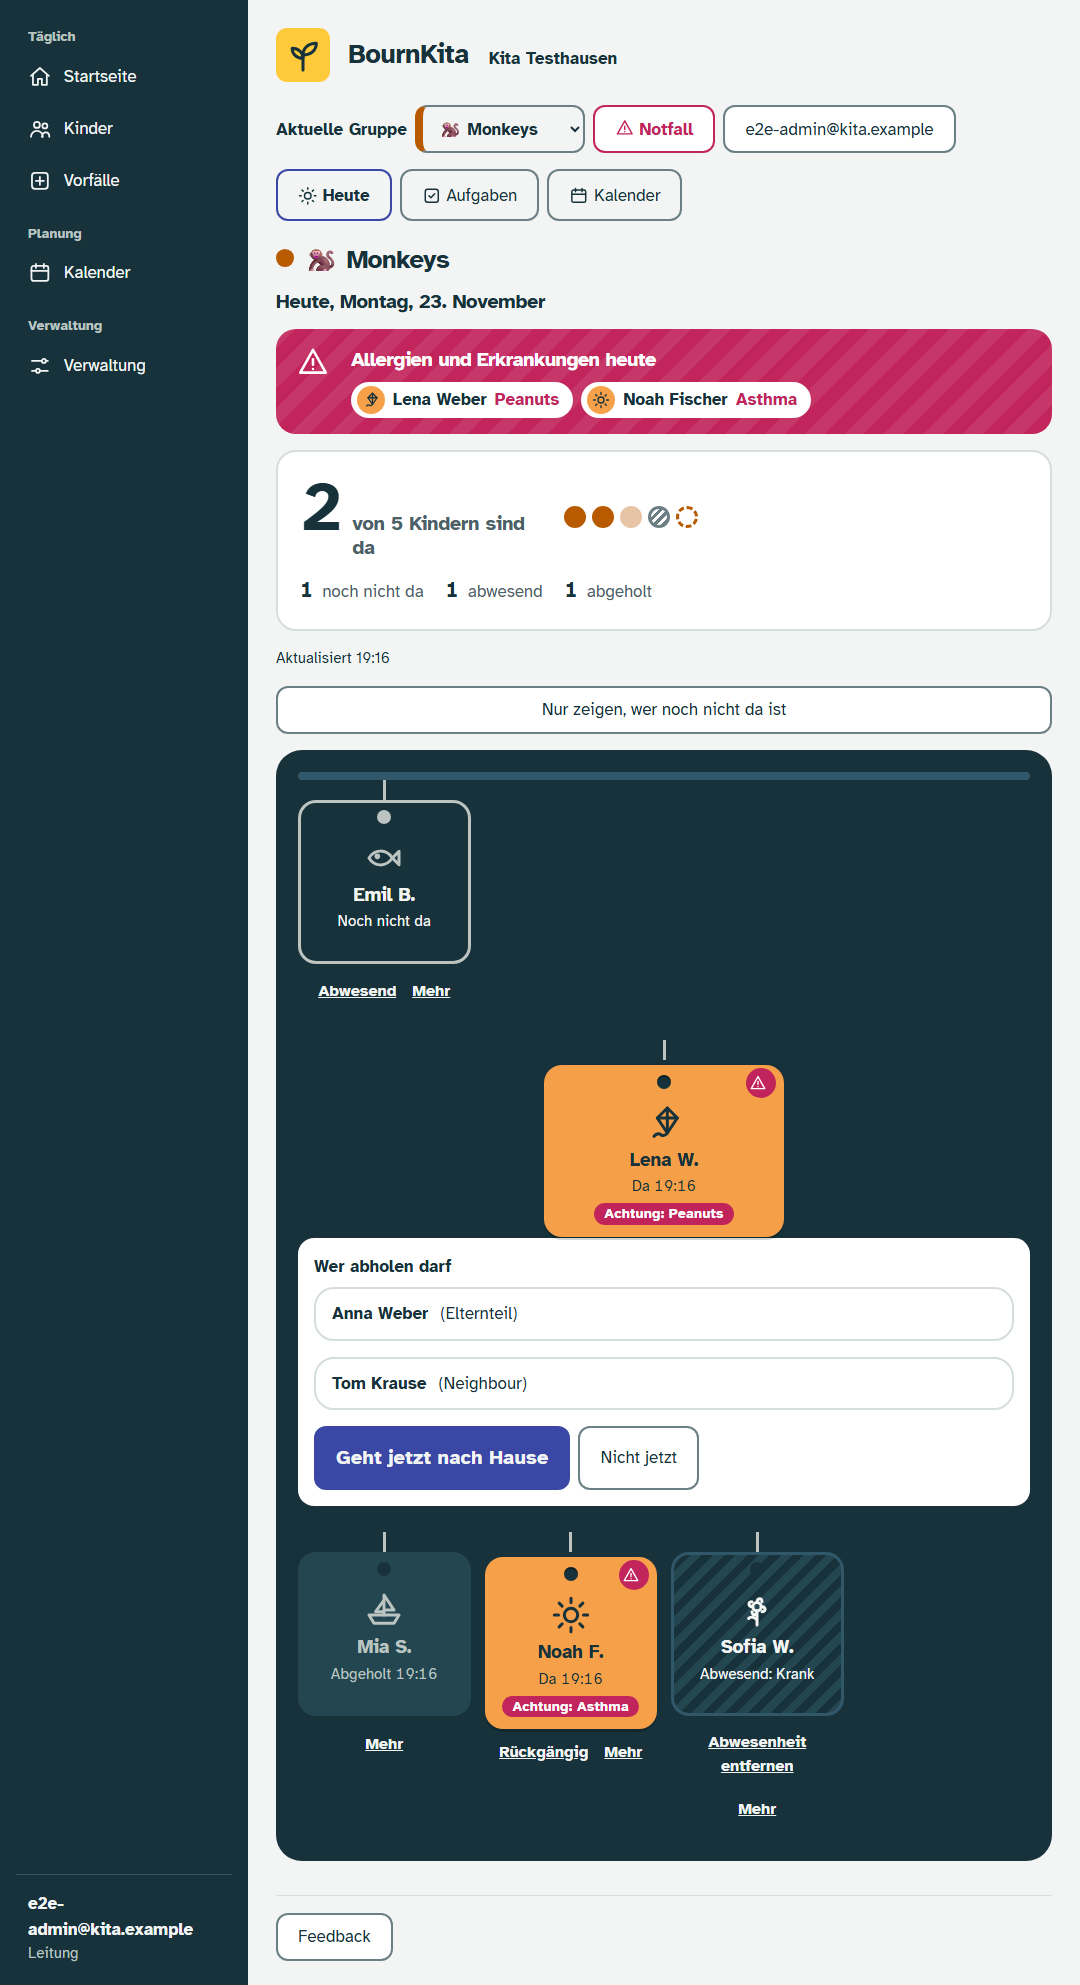 Täglich
Startseite
Kinder
Vorfälle
Planung
Kalender
Verwaltung
Verwaltung
e2e-
admin@kita.example
Leitung
BournKita Kita Testhausen
Aktuelle Gruppe Monkeys Notfall e2e-admin@kita.example
Heute Aufgaben Kalender
Monkeys
Heute, Montag, 23. November
Allergien und Erkrankungen heute
Lena Weber Peanuts Noah Fischer Asthma
2 von 5 Kindern sind
da
1 noch nicht da 1 abwesend 1 abgeholt
Aktualisiert 19:16
Nur zeigen, wer noch nicht da ist
Emil B.
Noch nicht da
Abwesend Mehr
Lena W.
Da 19:16
Achtung: Peanuts
Wer abholen darf
Anna Weber (Elternteil)
Tom Krause (Neighbour)
Geht jetzt nach Hause Nicht jetzt
Mia S.
Abgeholt 19:16
Mehr
Noah F.
Da 19:16
Achtung: Asthma
Rückgängig Mehr
Sofia W.
Abwesend: Krank
Abwesenheit
entfernen
Mehr
Feedback